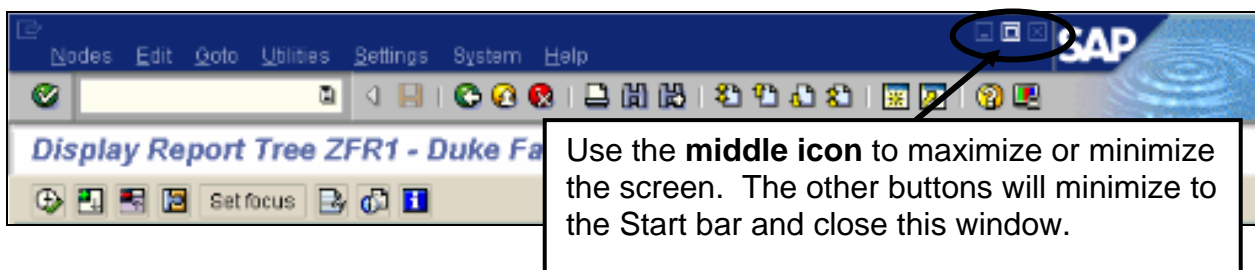 Nodes Edit Goto Utilities Settings System Help
SAP
Display Report Tree ZFR1 - Duke Fa
Set focus
Use the middle icon to maximize or minimize
the screen. The other buttons will minimize to
the Start bar and close this window.